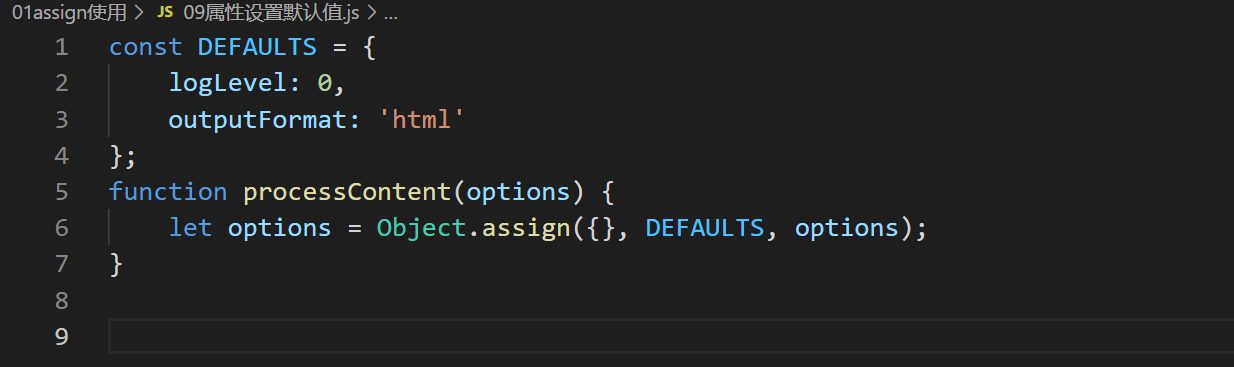 01assign使用 > JS 09属性设置默认值.js > ...
1 const DEFAULTS = {
2 logLevel: 0,
3 outputFormat: 'html'
4 };
5 function processContent(options) {
6 let options = Object.assign({}, DEFAULTS, options);
7 }
8
9